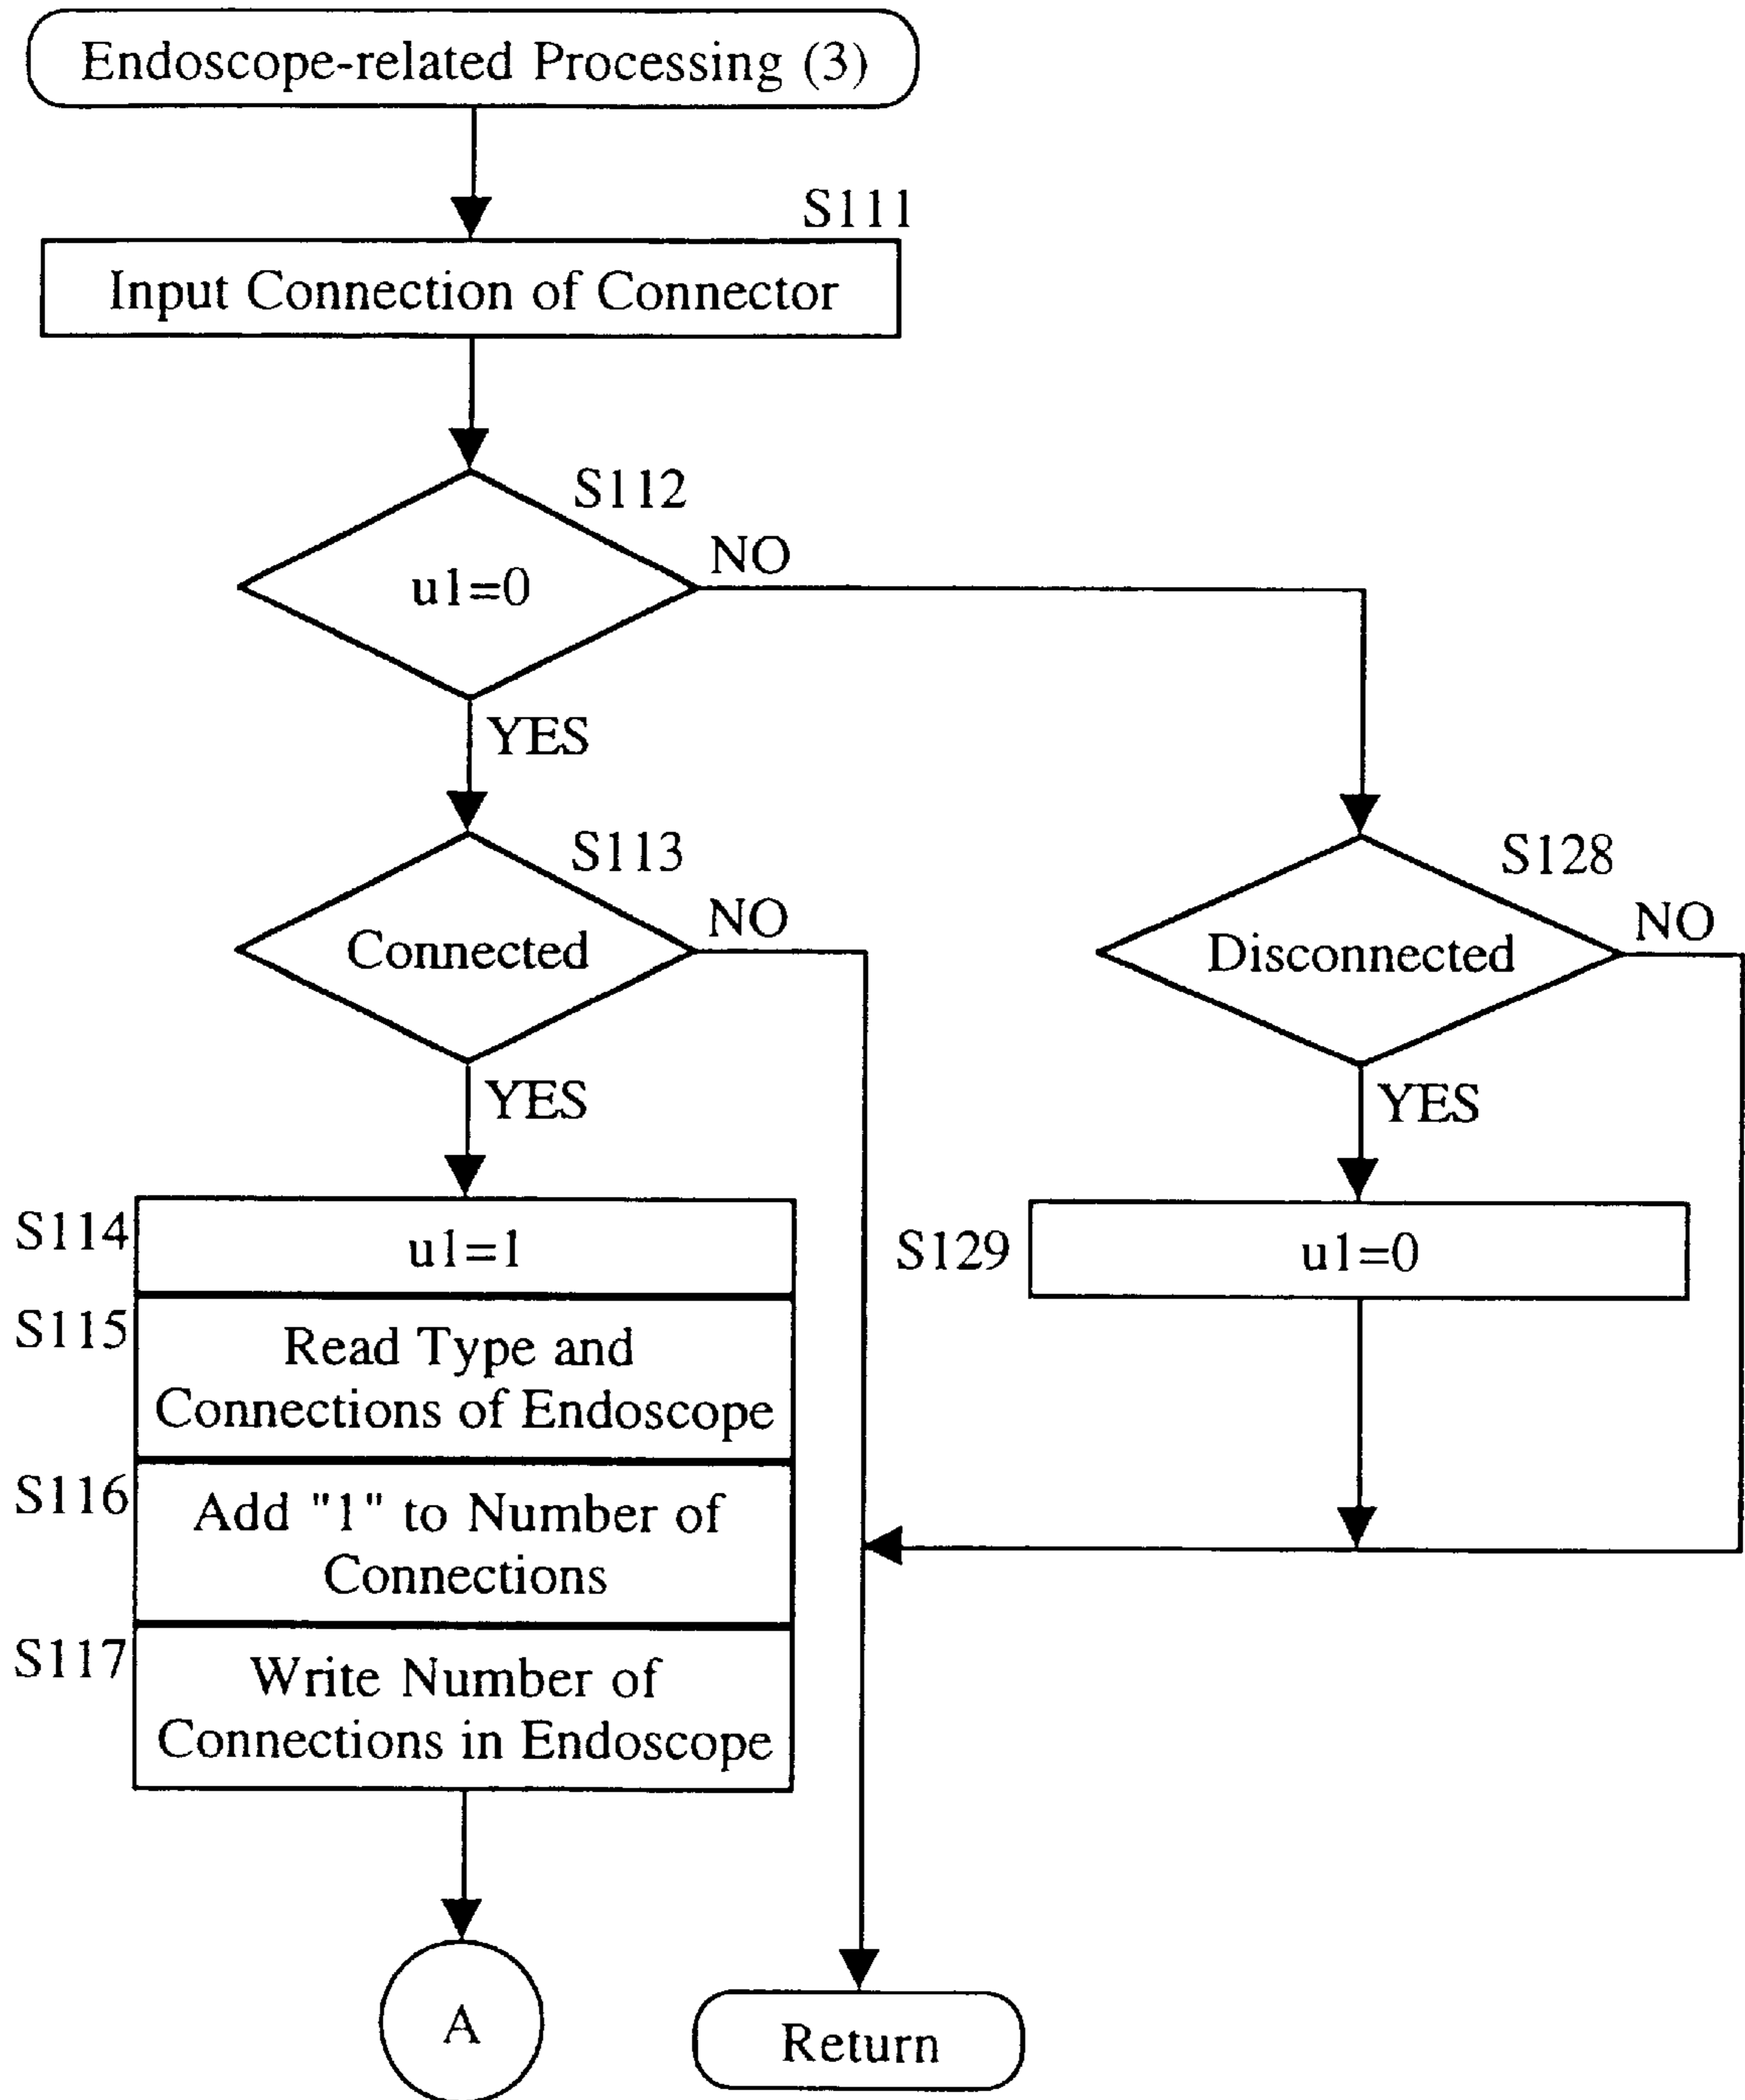 Endoscope-related Processing (3)
S111
Input Connection of Connector
S112
u1=0
NO
YES
S113
Connected
NO
YES
S128
Disconnected
NO
YES
S114
u1=1
S129
u1=0
S115
Read Type and
Connections of Endoscope
S116
Add "1" to Number of
Connections
S117
Write Number of
Connections in Endoscope
A
Return